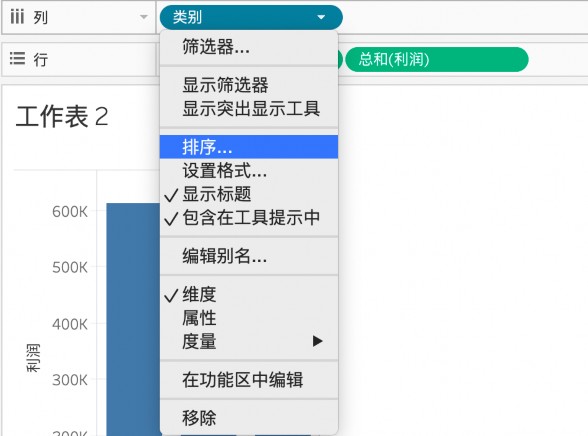 列
类别
筛选器...
行
总和(利润)
显示筛选器
显示突出显示工具
工作表 2
排序...
设置格式...
显示标题
包含在工具提示中
编辑别名...
维度
属性
度量
在功能区中编辑
移除
600K
500K
400K
300K
200K
利润